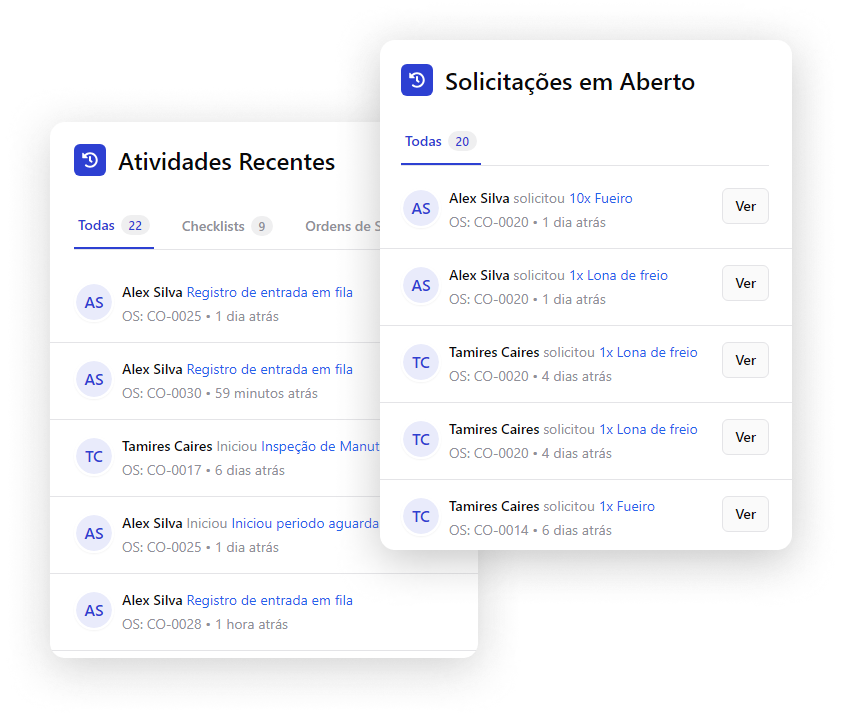 Solicitações em Aberto
Todas 20
AS
Alex Silva solicitou 10x Fueiro
OS: CO-0020 • 1 dia atrás
Ver
AS
Alex Silva solicitou 1x Lona de freio
OS: CO-0020 • 1 dia atrás
Ver
TC
Tamires Caires solicitou 1x Lona de freio
OS: CO-0020 • 4 dias atrás
Ver
TC
Tamires Caires solicitou 1x Lona de freio
OS: CO-0020 • 4 dias atrás
Ver
TC
Tamires Caires solicitou 1x Fueiro
OS: CO-0014 • 6 dias atrás
Ver
Atividades Recentes
Todas 22 Checklists 9 Ordens de S
AS
Alex Silva Registro de entrada em fila
OS: CO-0025 • 1 dia atrás
AS
Alex Silva Registro de entrada em fila
OS: CO-0030 • 59 minutos atrás
TC
Tamires Caires Iniciou Inspeção de Manut
OS: CO-0017 • 6 dias atrás
AS
Alex Silva Iniciou Iniciou periodo aguarda
OS: CO-0025 • 1 dia atrás
AS
Alex Silva Registro de entrada em fila
OS: CO-0028 • 1 hora atrás